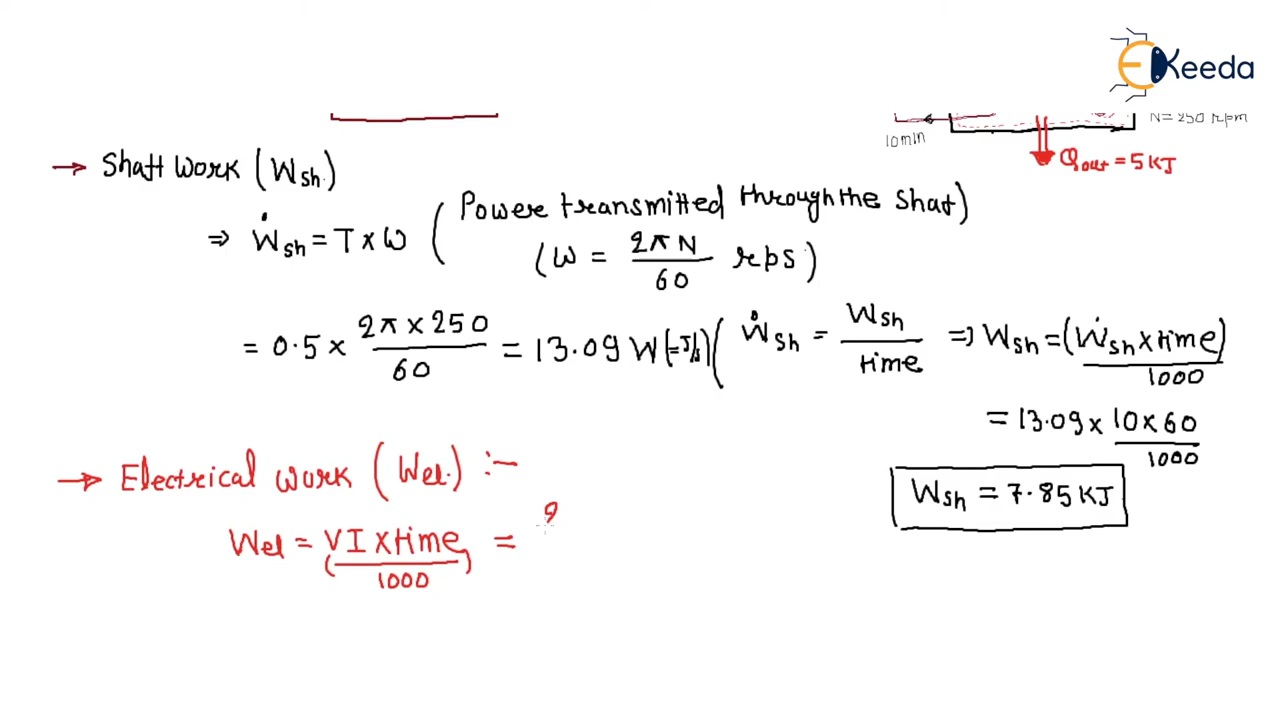 EKeeda
N = 250 rpm
10min
Qout = 5 KJ
→ Shaft work (Wsh.)
⇒ Ẇsh = T × ω (Power transmitted through the Shat)
(ω = 2πN / 60 rps)
= 0.5 × 2π × 250 / 60 = 13.09 W (=J/s) (Ẇsh = Wsh / time ⇒ Wsh = (Ẇsh × time) / 1000
= 13.09 × 10 × 60 / 1000
Wsh = 7.85 KJ
→ Electrical work (Wel.) :-
Wel = (VI × time) / 1000 =